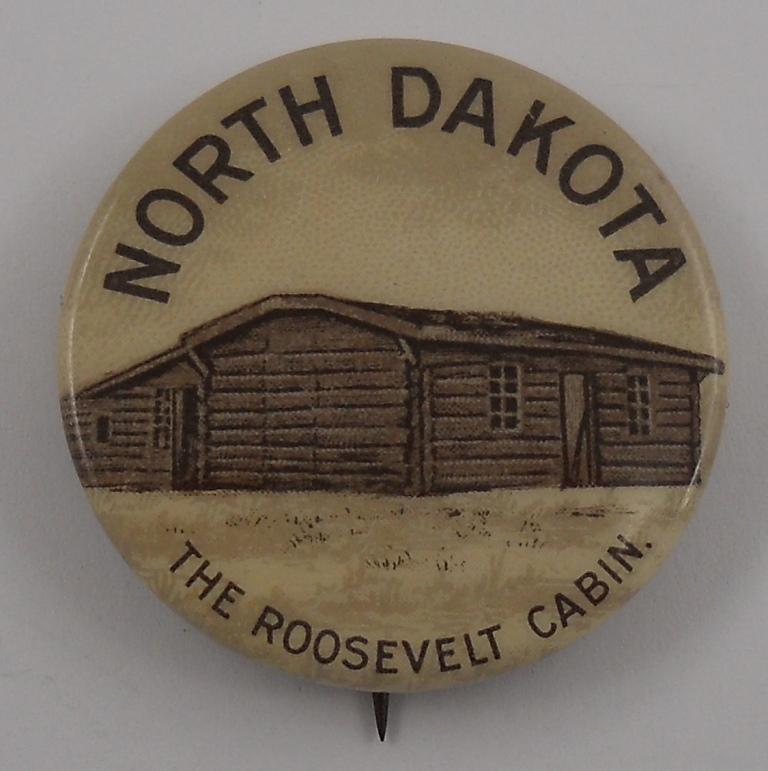 NORTH DAKOTA
THE ROOSEVELT CABIN.